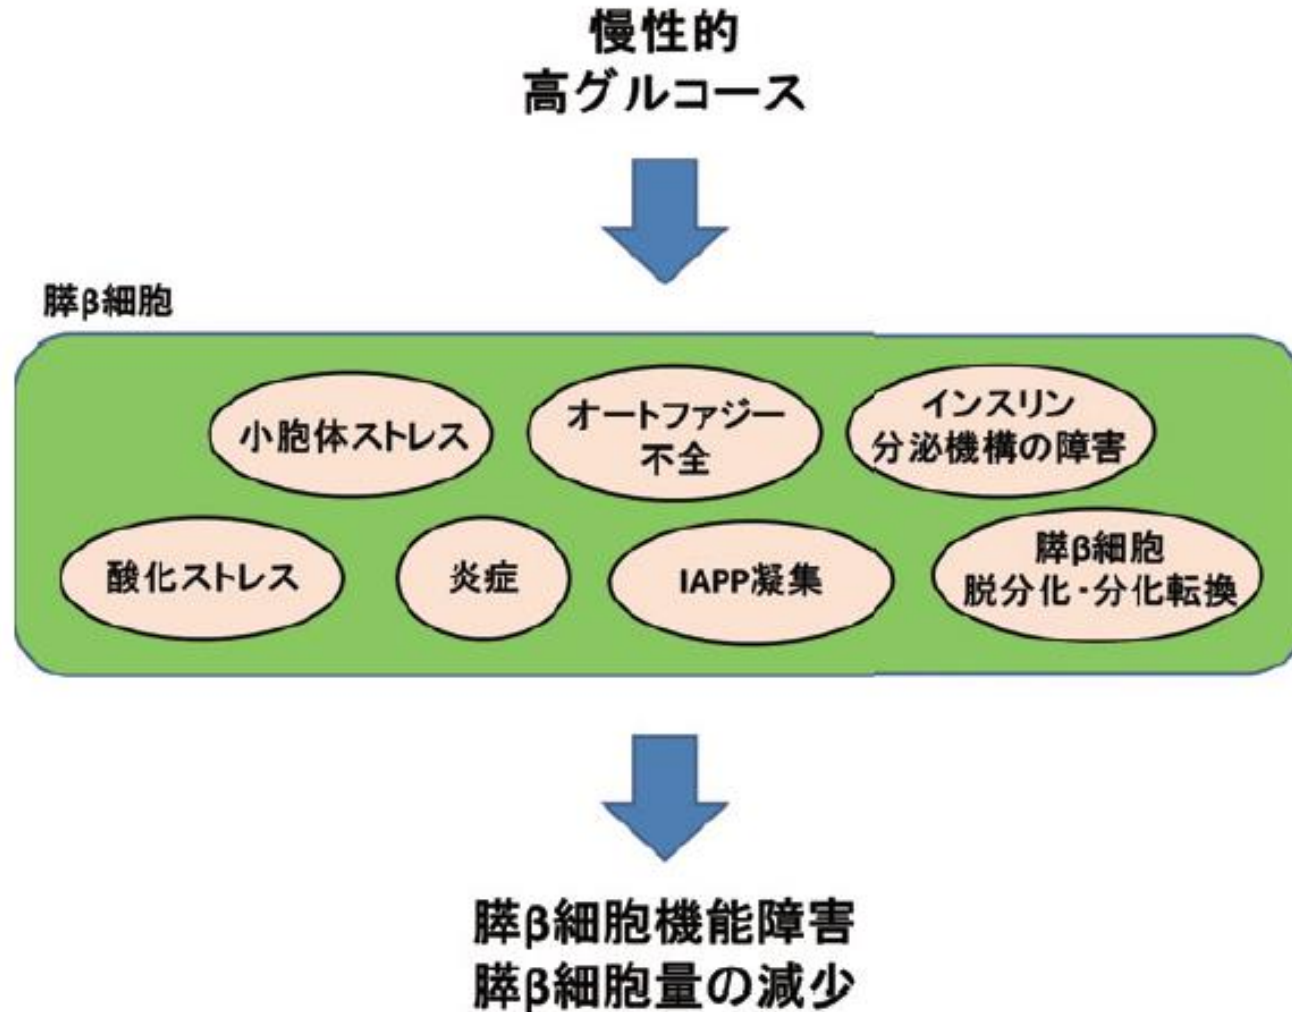 慢性的
高グルコース
膵β細胞
小胞体ストレス
オートファジー
不全
インスリン
分泌機構の障害
酸化ストレス
炎症
IAPP凝集
膵β細胞
脱分化・分化転換
膵β細胞機能障害
膵β細胞量の減少